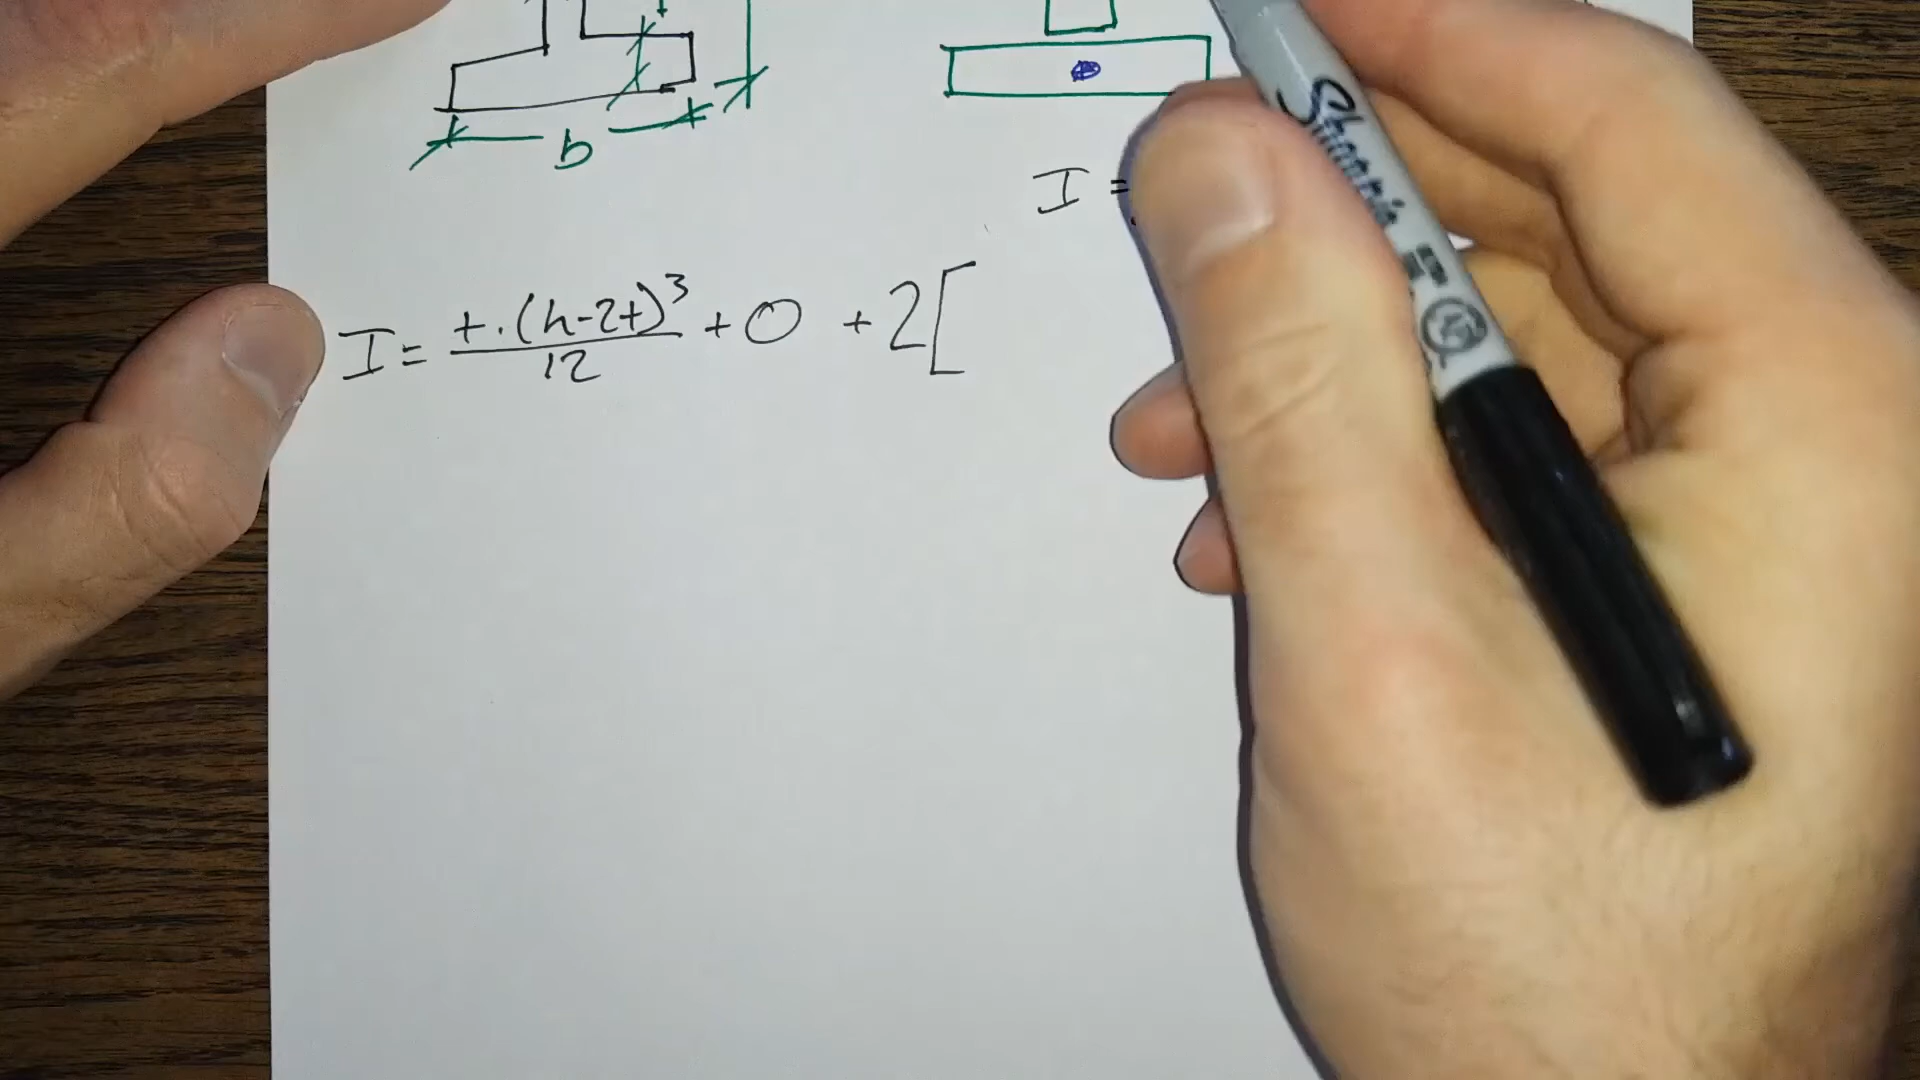 b
I =
I = t·(h-2t)³/12 + 0 + 2[
Sharpie